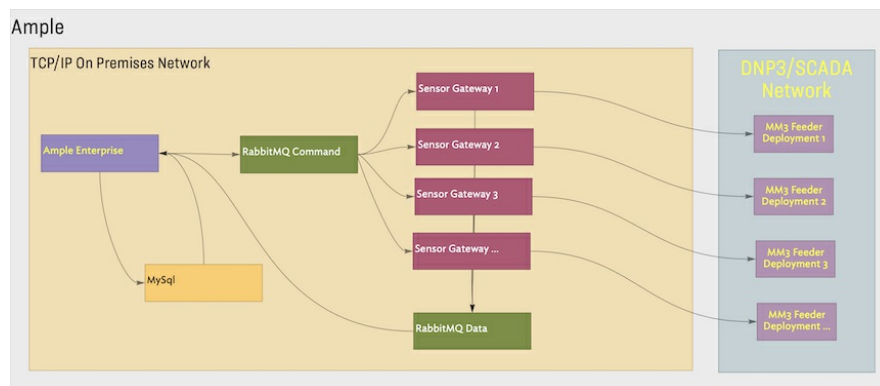 Ample
TCP/IP On Premises Network
DNP3/SCADA
Network
Ample Enterprise
RabbitMQ Command
MySql
Sensor Gateway 1
Sensor Gateway 2
Sensor Gateway 3
Sensor Gateway ...
RabbitMQ Data
MM3 Feeder
Deployment 1
MM3 Feeder
Deployment 2
MM3 Feeder
Deployment 3
MM3 Feeder
Deployment ...